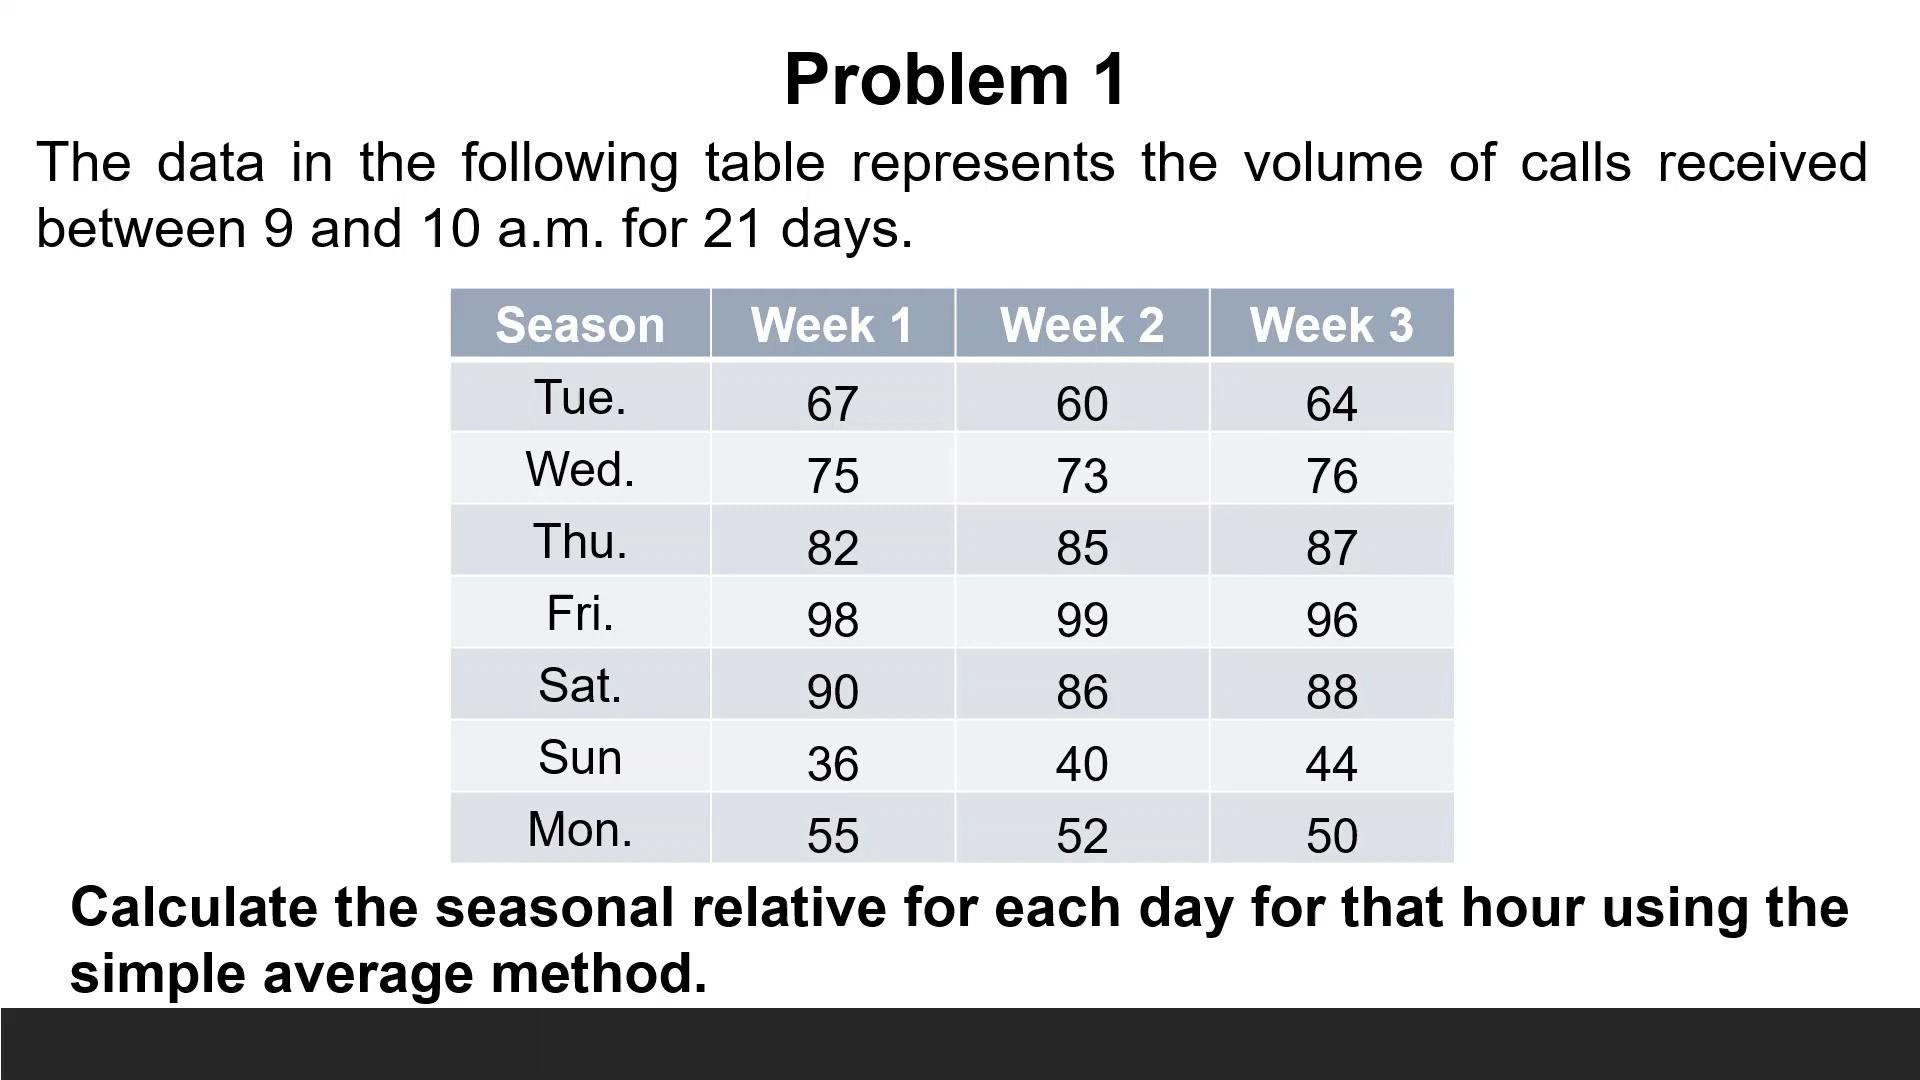 Problem 1
The data in the following table represents the volume of calls received
between 9 and 10 a.m. for 21 days.
Season Week 1 Week 2 Week 3
Tue. 67 60 64
Wed. 75 73 76
Thu. 82 85 87
Fri. 98 99 96
Sat. 90 86 88
Sun 36 40 44
Mon. 55 52 50
Calculate the seasonal relative for each day for that hour using the
simple average method.